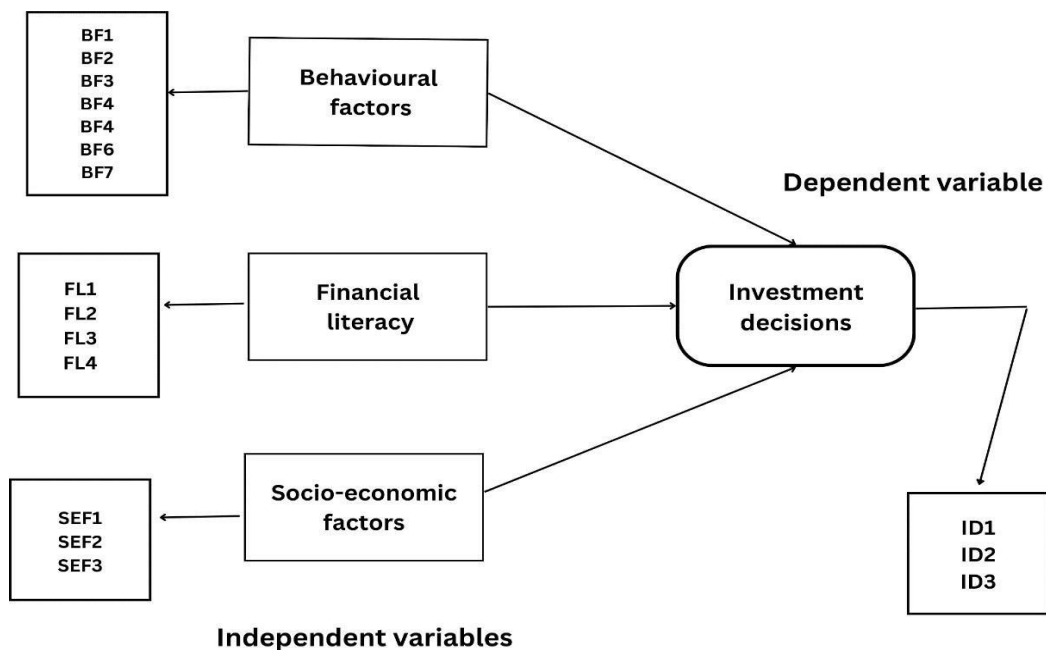 BF1
BF2
BF3
BF4
BF4
BF6
BF7
Behavioural
factors
Dependent variable
FL1
FL2
FL3
FL4
Financial
literacy
Investment
decisions
SEF1
SEF2
SEF3
Socio-economic
factors
ID1
ID2
ID3
Independent variables